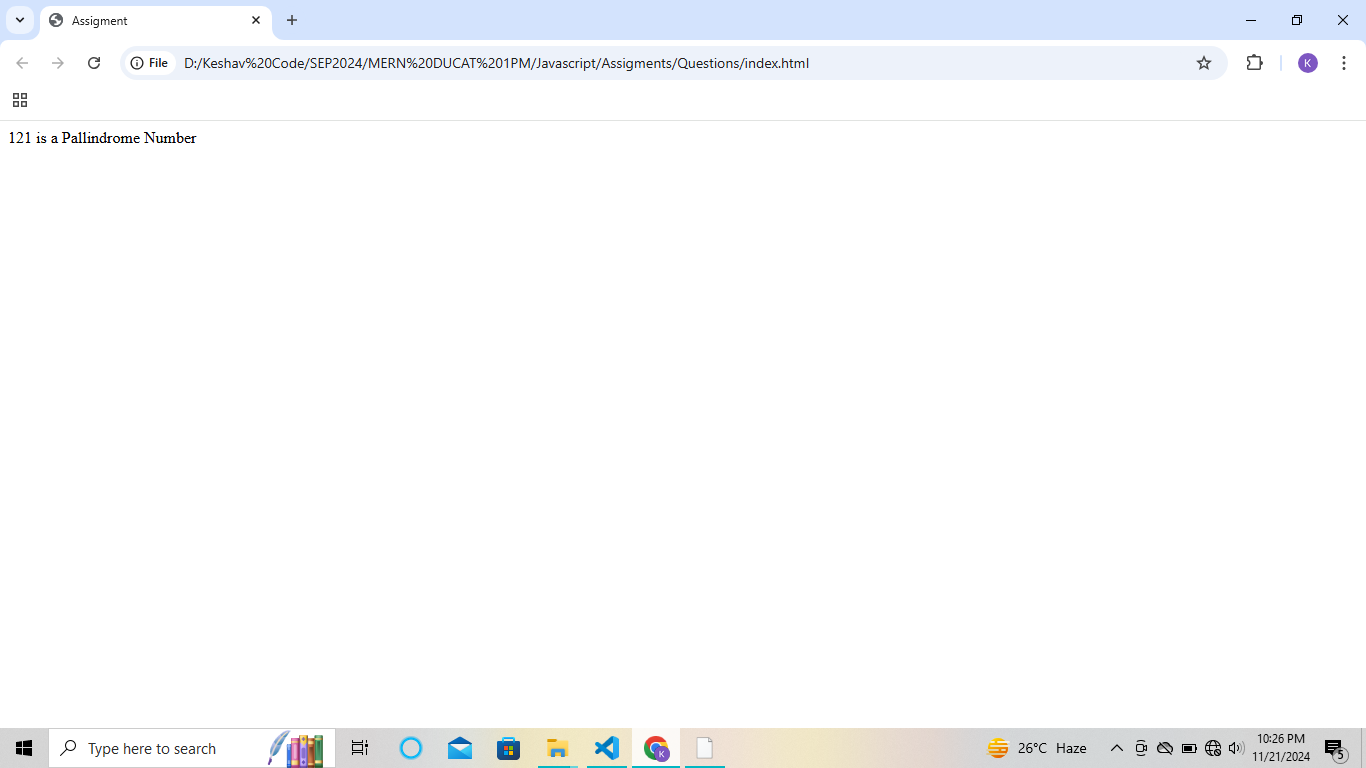 Assigment
File
D:/Keshav%20Code/SEP2024/MERN%20DUCAT%201PM/Javascript/Assigments/Questions/index.html
K
121 is a Pallindrome Number
Type here to search
K
26°C Haze
10:26 PM
11/21/2024
5